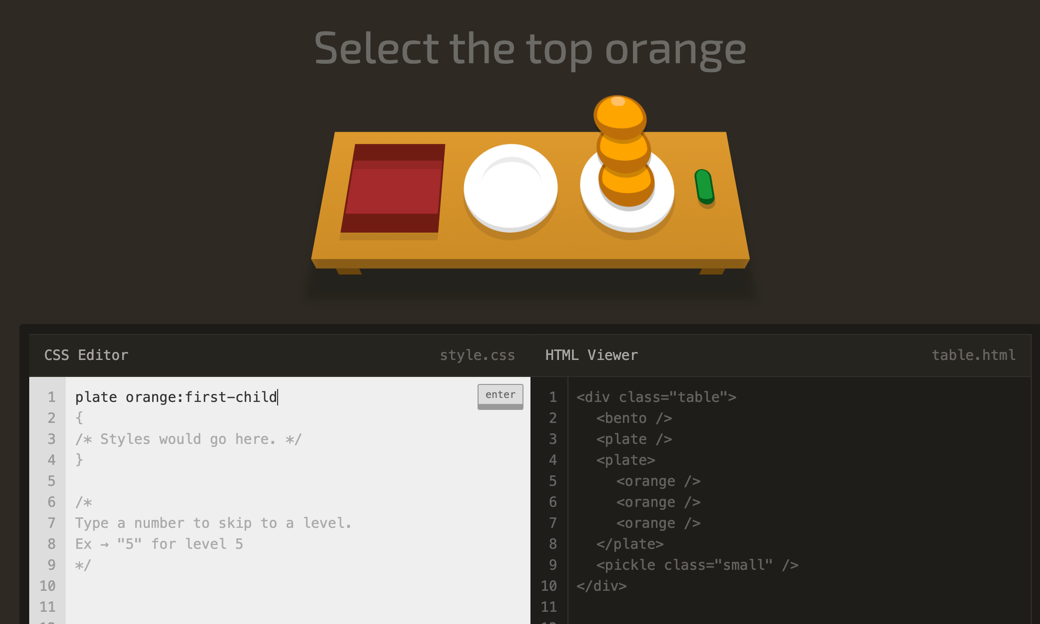 Select the top orange
CSS Editor style.css
1 plate orange:first-child enter
2 {
3 /* Styles would go here. */
4 }
5
6 /*
7 Type a number to skip to a level.
8 Ex → "5" for level 5
9 */
10
11
HTML Viewer table.html
1 <div class="table">
2 <bento />
3 <plate />
4 <plate>
5 <orange />
6 <orange />
7 <orange />
8 </plate>
9 <pickle class="small" />
10 </div>
11